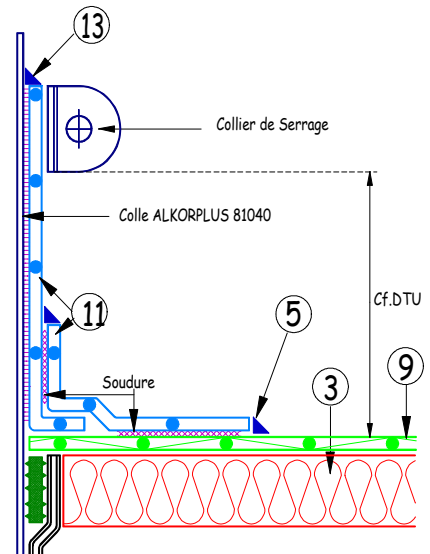 13
Collier de Serrage
Colle ALKORPLUS 81040
Cf.DTU
11
5
Soudure
3
9